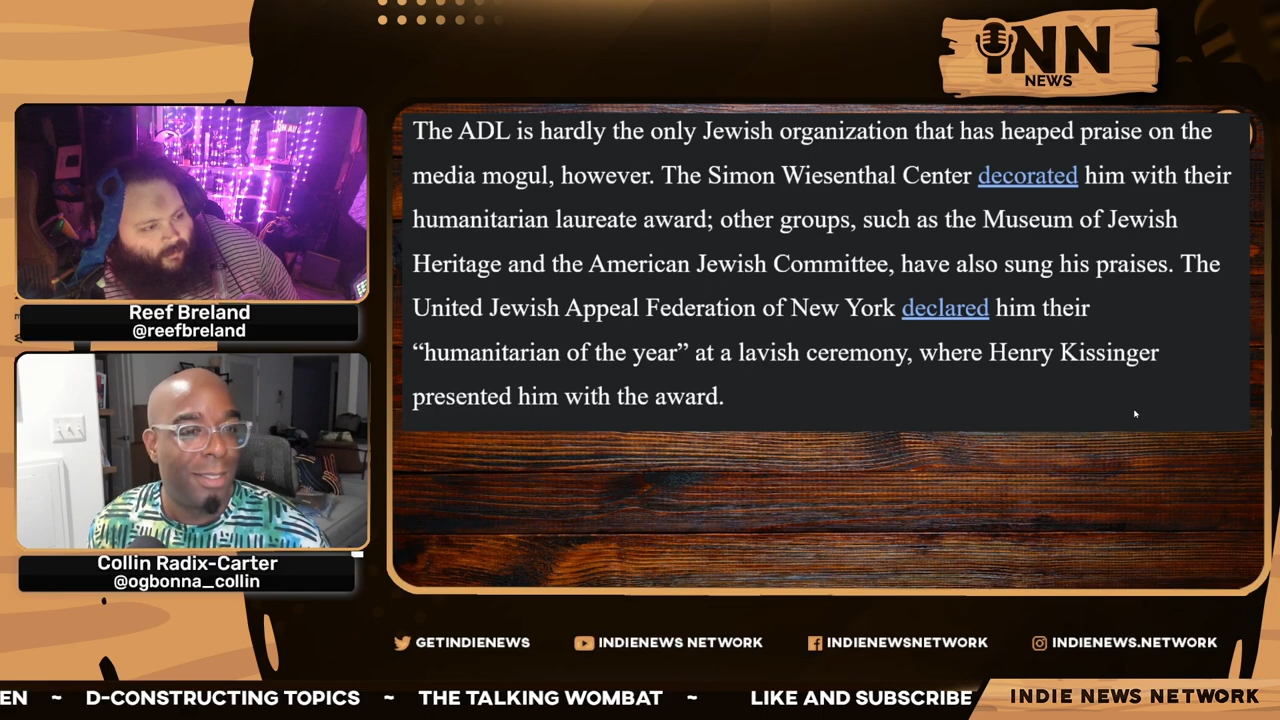 iNN
NEWS
The ADL is hardly the only Jewish organization that has heaped praise on the
media mogul, however. The Simon Wiesenthal Center decorated him with their
humanitarian laureate award; other groups, such as the Museum of Jewish
Heritage and the American Jewish Committee, have also sung his praises. The
United Jewish Appeal Federation of New York declared him their
“humanitarian of the year” at a lavish ceremony, where Henry Kissinger
presented him with the award.
Reef Breland
@reefbreland
Collin Radix-Carter
@ogbonna_collin
GETINDIENEWS
INDIENEWS NETWORK
INDIENEWSNETWORK
INDIENEWS.NETWORK
EN ~ D-CONSTRUCTING TOPICS ~ THE TALKING WOMBAT ~ LIKE AND SUBSCRIBE
INDIE NEWS NETWORK